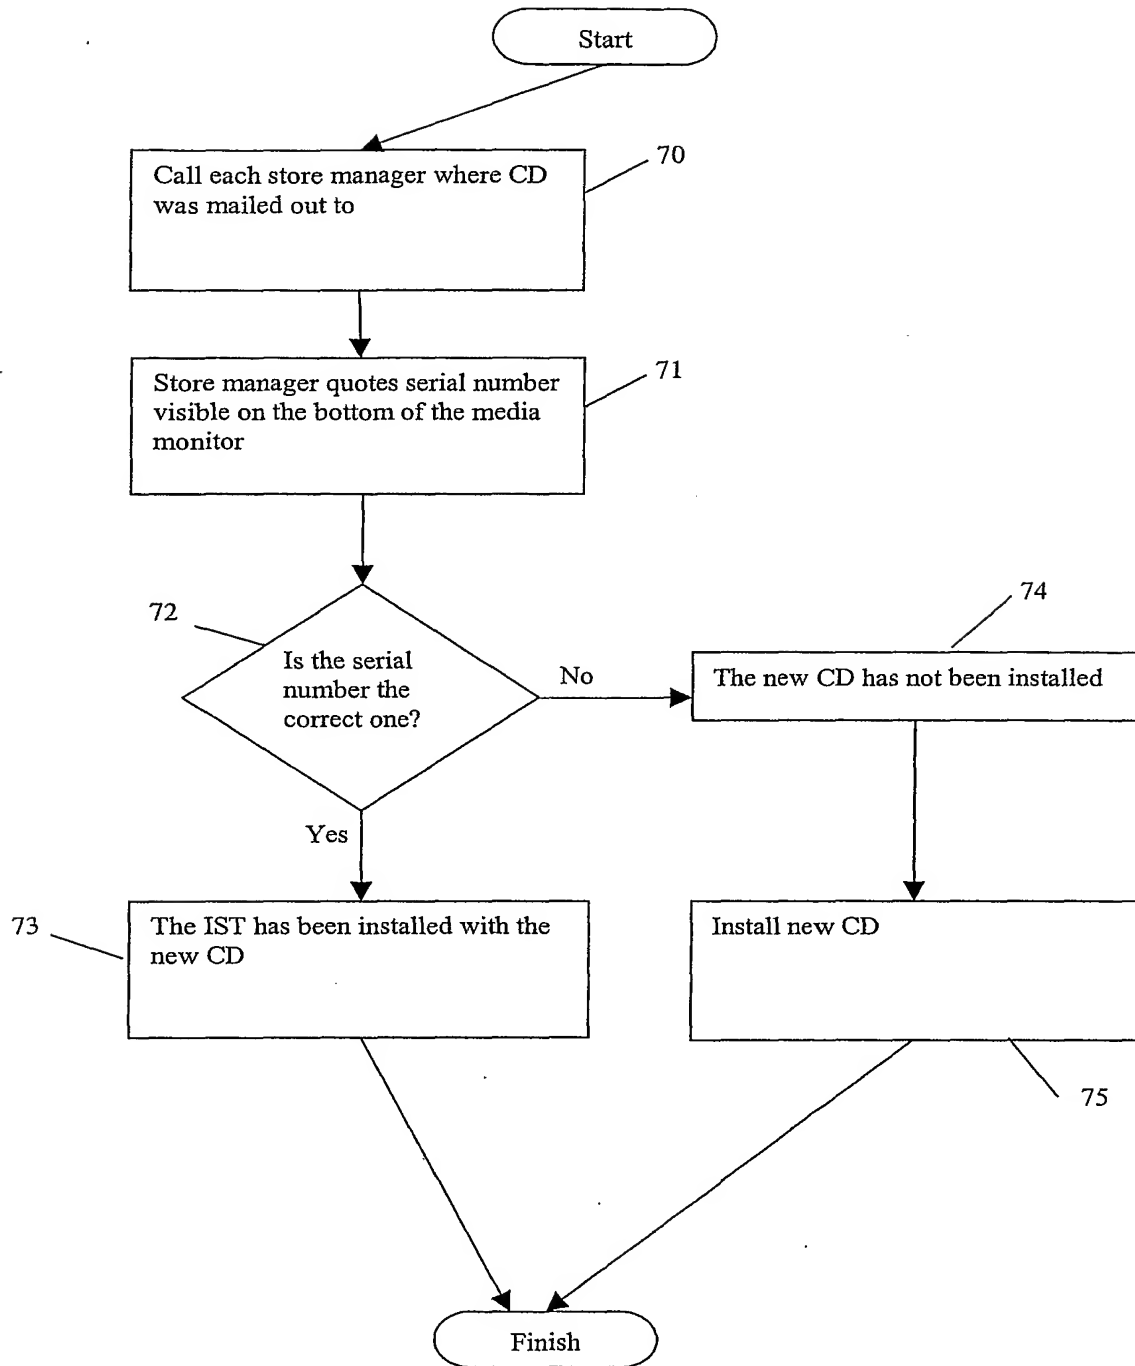 Start
Call each store manager where CD
was mailed out to
70
Store manager quotes serial number
visible on the bottom of the media
monitor
71
72
Is the serial
number the
correct one?
No
74
The new CD has not been installed
Yes
73
The IST has been installed with the
new CD
Install new CD
75
Finish